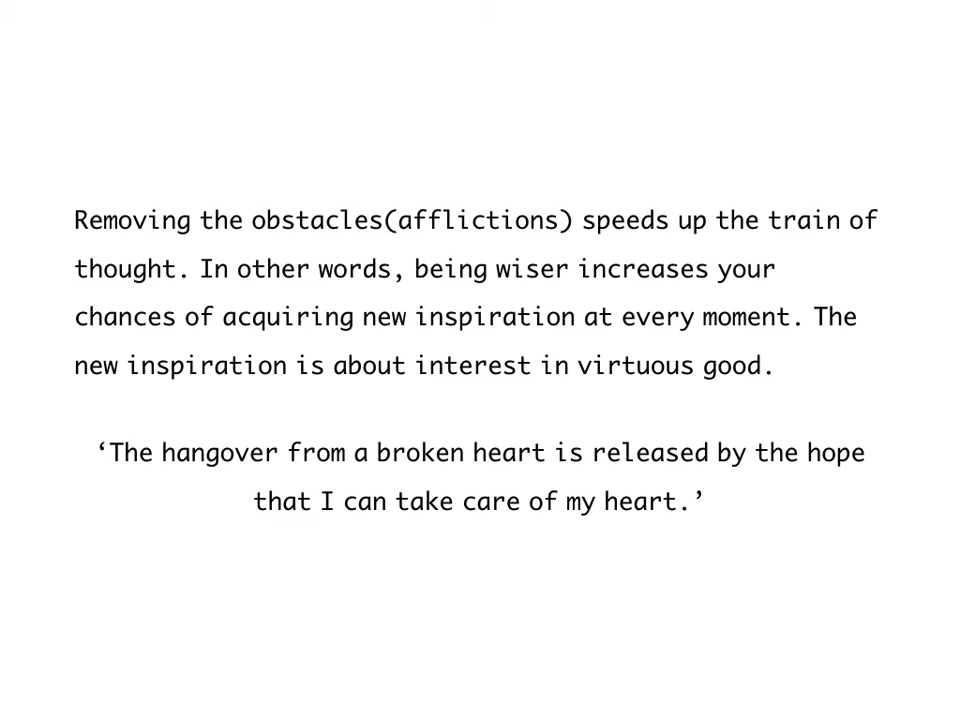 Removing the obstacles(afflictions) speeds up the train of
thought. In other words, being wiser increases your
chances of acquiring new inspiration at every moment. The
new inspiration is about interest in virtuous good.
‘The hangover from a broken heart is released by the hope
that I can take care of my heart.’